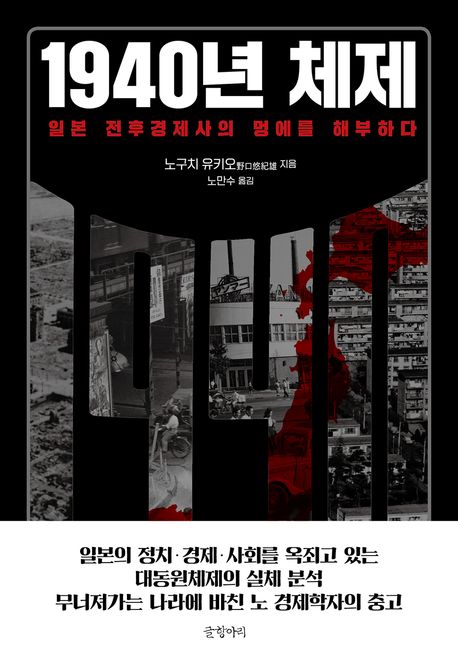 1940년 체제
일본 전후경제사의 멍에를 해부하다
노구치 유키오野口悠紀雄 지음
노만수 옮김
1940
일본의 정치·경제·사회를 옥죄고 있는
대동원체제의 실체 분석
무너져가는 나라에 바친 노 경제학자의 충고
글항아리